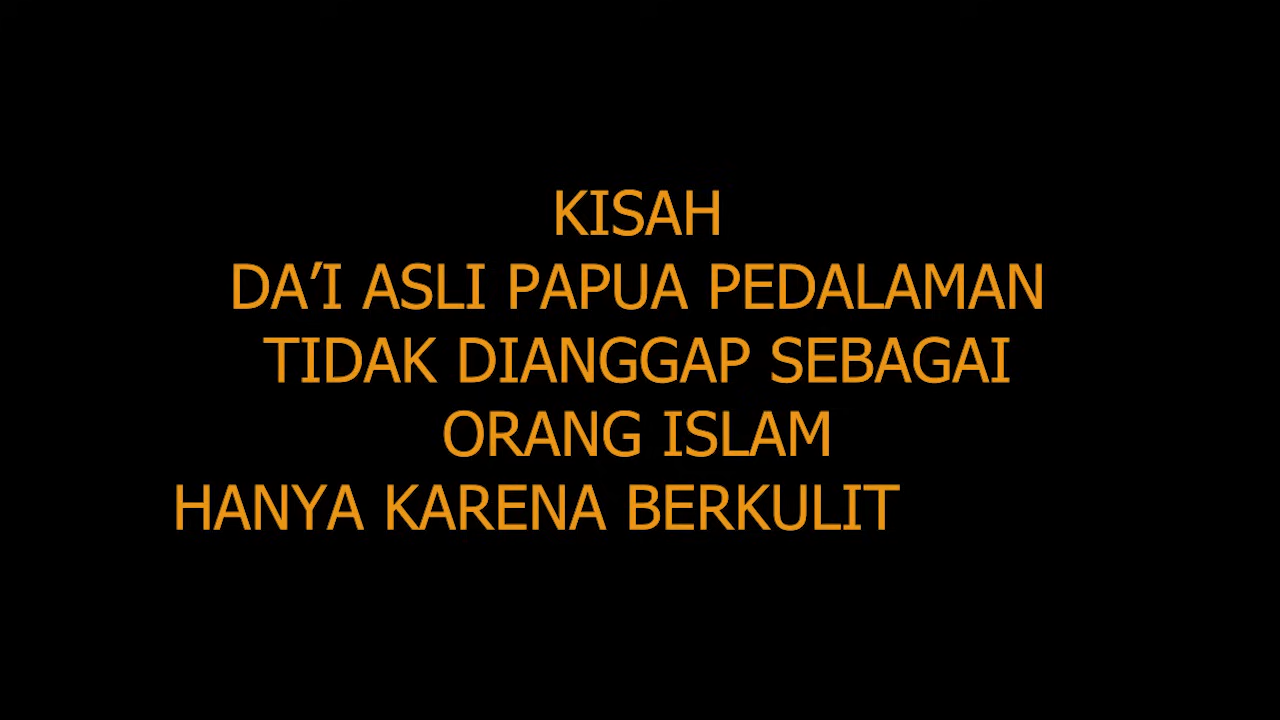 KISAH
DA’I ASLI PAPUA PEDALAMAN
TIDAK DIANGGAP SEBAGAI
ORANG ISLAM
HANYA KARENA BERKULIT